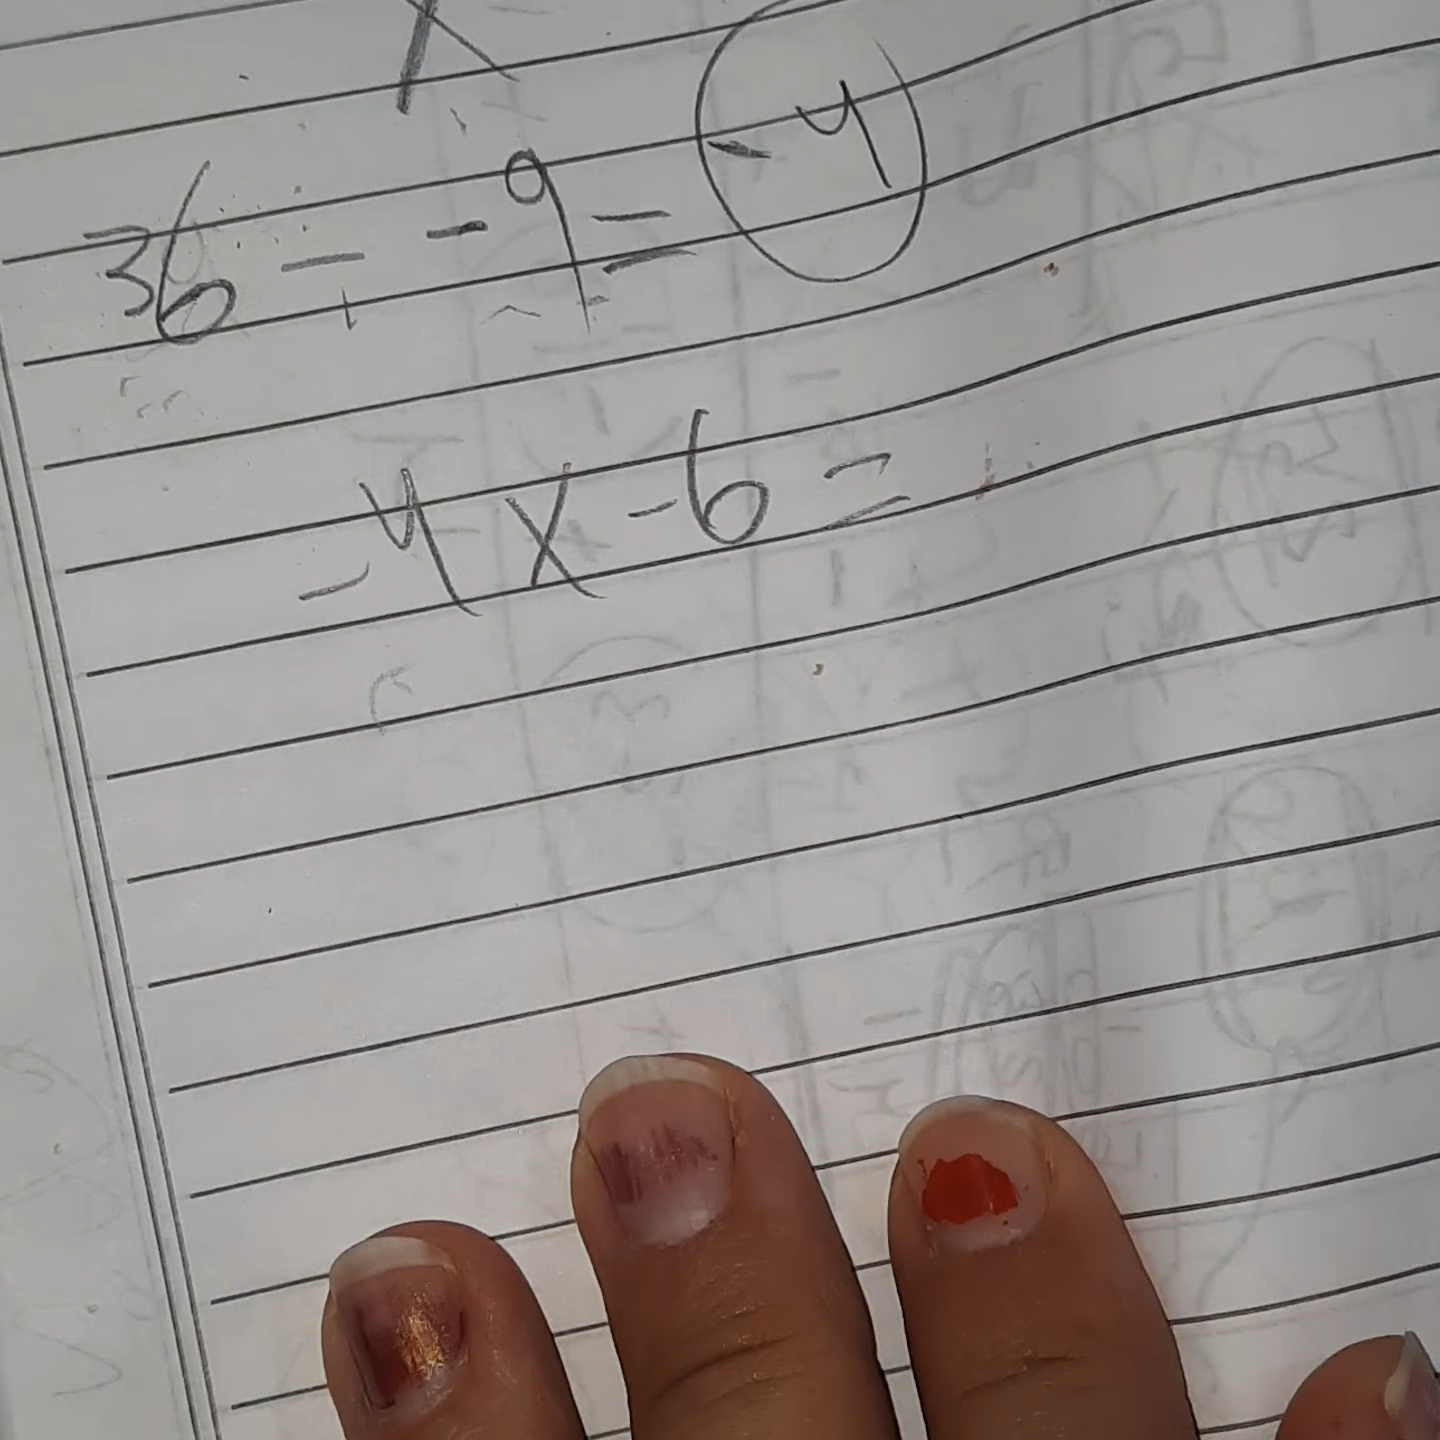 36 ÷ -9 = -4
-4 x -6 =